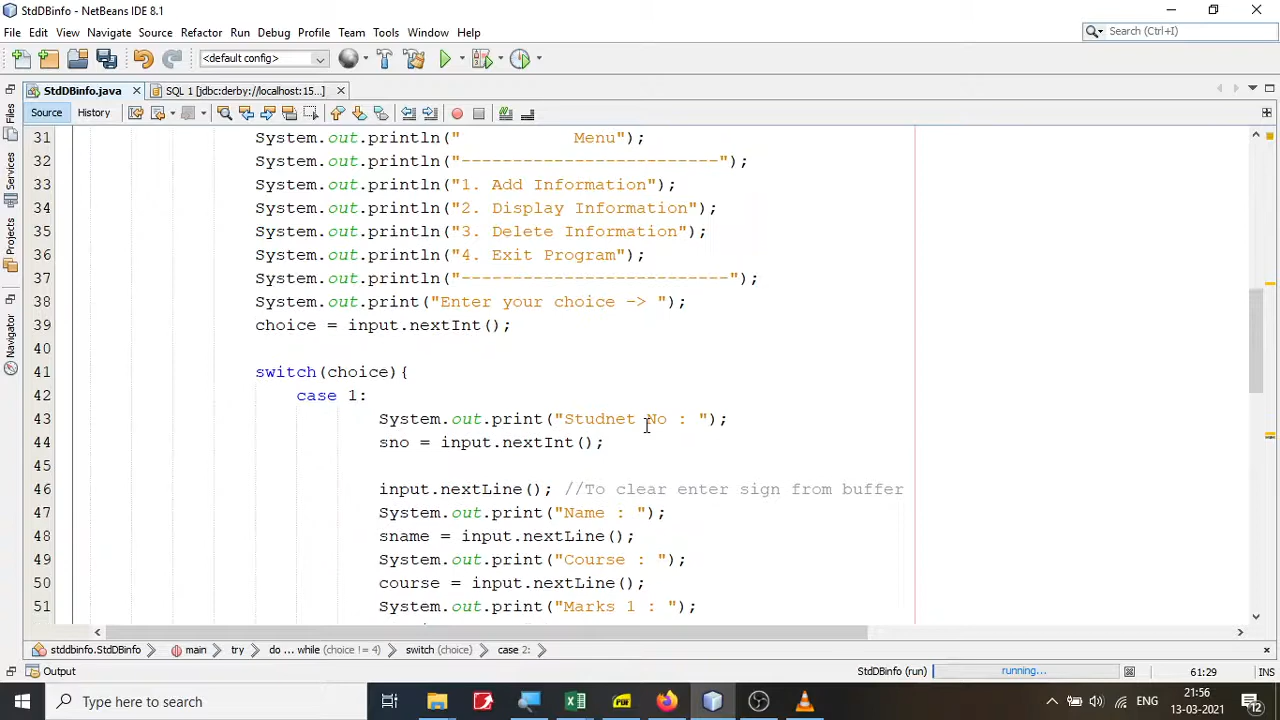 StdDBinfo - NetBeans IDE 8.1
File Edit View Navigate Source Refactor Run Debug Profile Team Tools Window Help
Search (Ctrl+I)
<default config>
StdDBinfo.java SQL 1 [jdbc:derby://localhost:15...]
Source History
Files
Services
Projects
Navigator
31 System.out.println("           Menu");
32 System.out.println("-------------------------");
33 System.out.println("1. Add Information");
34 System.out.println("2. Display Information");
35 System.out.println("3. Delete Information");
36 System.out.println("4. Exit Program");
37 System.out.println("--------------------------");
38 System.out.print("Enter your choice -> ");
39 choice = input.nextInt();
40
41 switch(choice){
42 case 1:
43 System.out.print("Studnet No : ");
44 sno = input.nextInt();
45
46 input.nextLine(); //To clear enter sign from buffer
47 System.out.print("Name : ");
48 sname = input.nextLine();
49 System.out.print("Course : ");
50 course = input.nextLine();
51 System.out.print("Marks 1 : ");
stddbinfo.StdDBinfo main try do ... while (choice != 4) switch (choice) case 2:
Output StdDBinfo (run) running... 61:29 INS
Type here to search
ENG 21:56 13-03-2021 12